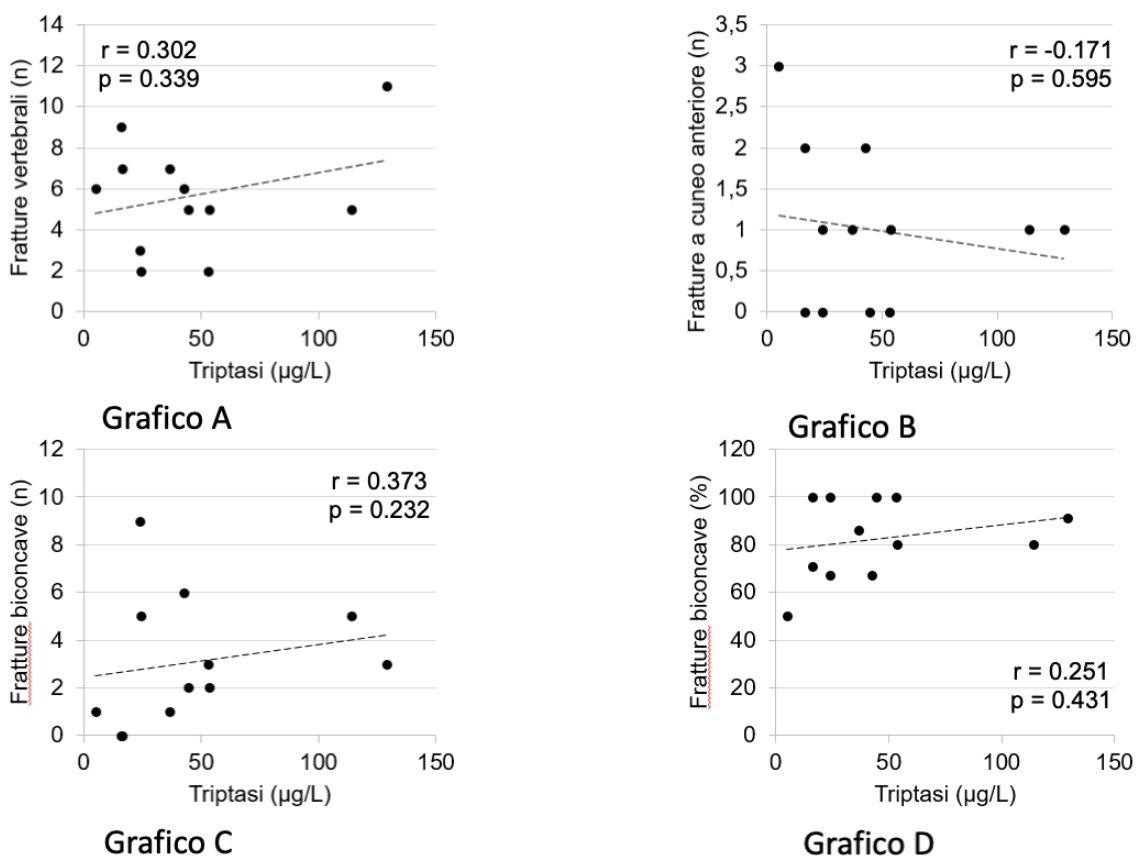 Fratture vertebrali (n)
14
12
10
8
6
4
2
0
r = 0.302
p = 0.339
0 50 100 150
Triptasi (µg/L)
Grafico A
Fratture a cuneo anteriore (n)
3,5
3
2,5
2
1,5
1
0,5
0
r = -0.171
p = 0.595
0 50 100 150
Triptasi (µg/L)
Grafico B
Fratture biconcave (n)
12
10
8
6
4
2
0
r = 0.373
p = 0.232
0 50 100 150
Triptasi (µg/L)
Grafico C
Fratture biconcave (%)
120
100
80
60
40
20
0
r = 0.251
p = 0.431
0 50 100 150
Triptasi (µg/L)
Grafico D